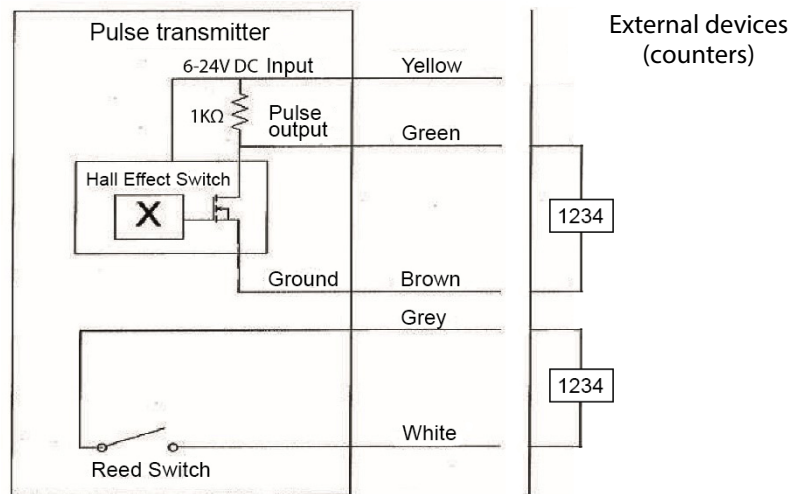 Pulse transmitter
External devices
(counters)
6-24V DC Input
Yellow
1KΩ
Pulse
output
Green
Hall Effect Switch
X
1234
Ground
Brown
Grey
1234
White
Reed Switch